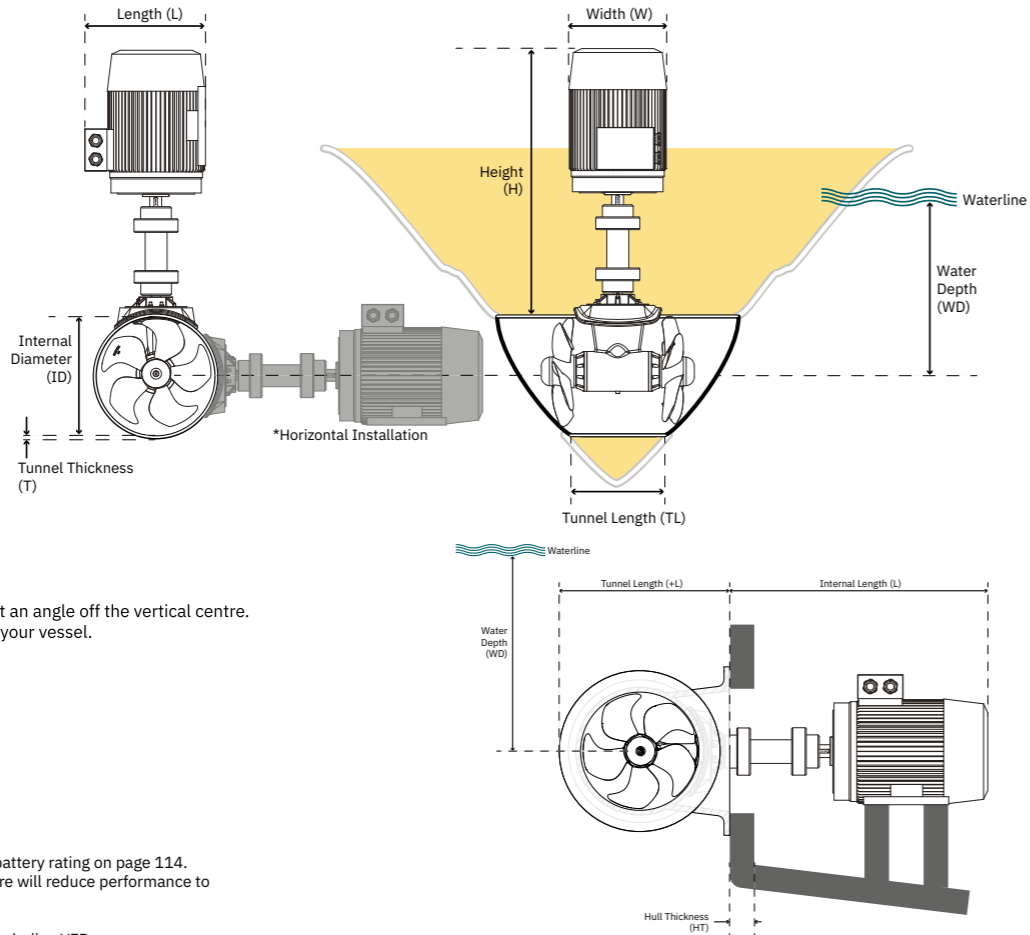 Length (L)
Width (W)
Height
(H)
Waterline
Water
Depth
(WD)
Internal
Diameter
(ID)
*Horizontal Installation
Tunnel Thickness
(T)
Tunnel Length (TL)
Waterline
Tunnel Length (+L)
Internal Length (L)
t an angle off the vertical centre.
your vessel.
Water
Depth
(WD)
battery rating on page 114.
re will reduce performance to
Hull Thickness
(HT)